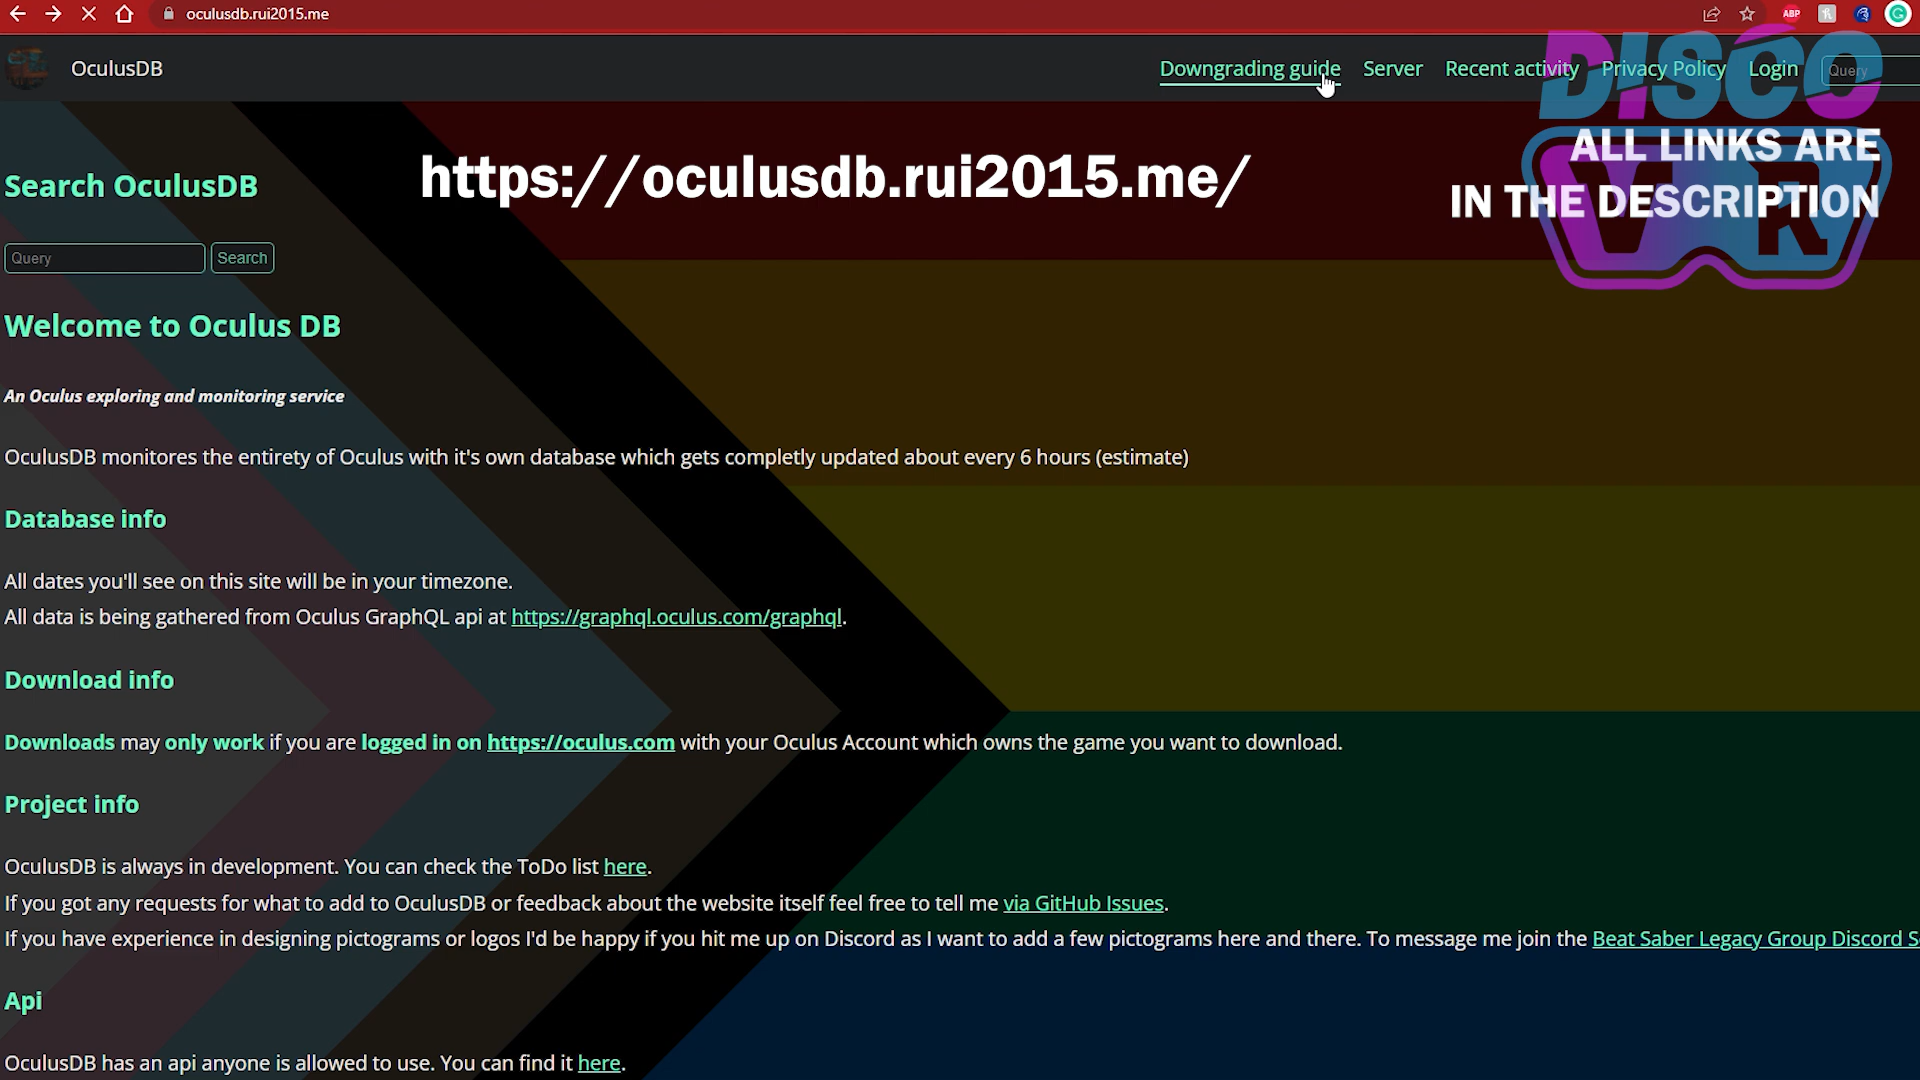 oculusdb.rui2015.me
ABP
OculusDB
Downgrading guide
Server
Recent activity
Privacy Policy
Login
Query
DISCO
VR
https://oculusdb.rui2015.me/
ALL LINKS ARE
IN THE DESCRIPTION
Search OculusDB
Query
Search
Welcome to Oculus DB
An Oculus exploring and monitoring service
OculusDB monitores the entirety of Oculus with it's own database which gets completly updated about every 6 hours (estimate)
Database info
All dates you'll see on this site will be in your timezone.
All data is being gathered from Oculus GraphQL api at https://graphql.oculus.com/graphql.
Download info
Downloads may only work if you are logged in on https://oculus.com with your Oculus Account which owns the game you want to download.
Project info
OculusDB is always in development. You can check the ToDo list here.
If you got any requests for what to add to OculusDB or feedback about the website itself feel free to tell me via GitHub Issues.
If you have experience in designing pictograms or logos I'd be happy if you hit me up on Discord as I want to add a few pictograms here and there. To message me join the Beat Saber Legacy Group Discord S
Api
OculusDB has an api anyone is allowed to use. You can find it here.